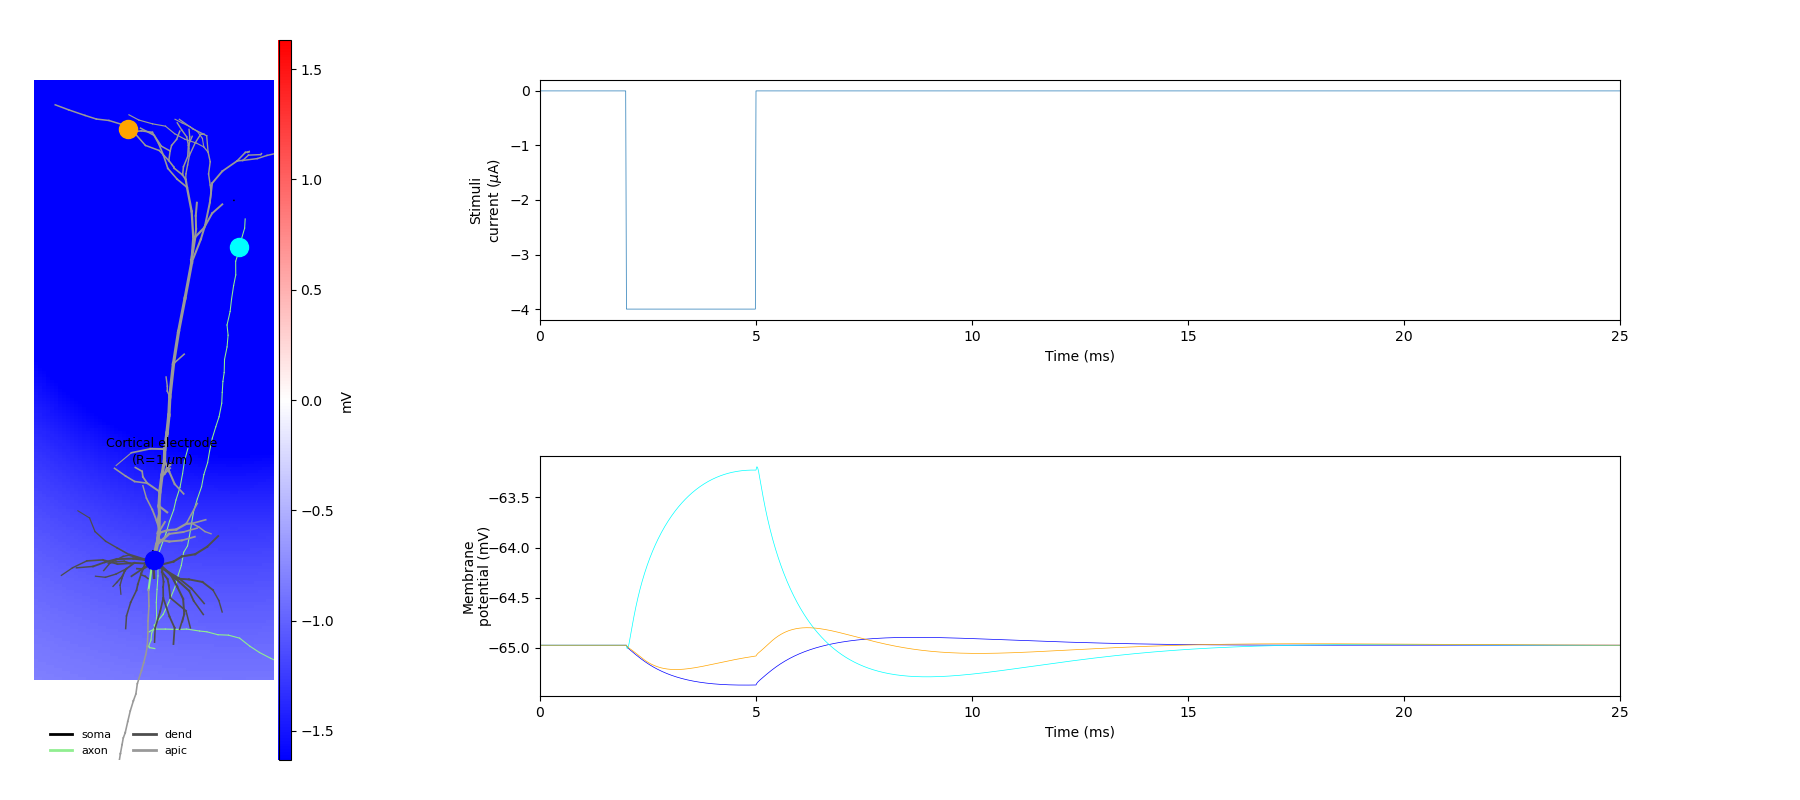 1.5
1.0
0.5
0.0
−0.5
−1.0
−1.5
mV
Cortical electrode
(R=1 μm)
soma
axon
dend
apic
0
−1
−2
−3
−4
Stimuli
current (μA)
0 5 10 15 20 25
Time (ms)
−63.5
−64.0
−64.5
−65.0
Membrane
potential (mV)
0 5 10 15 20 25
Time (ms)